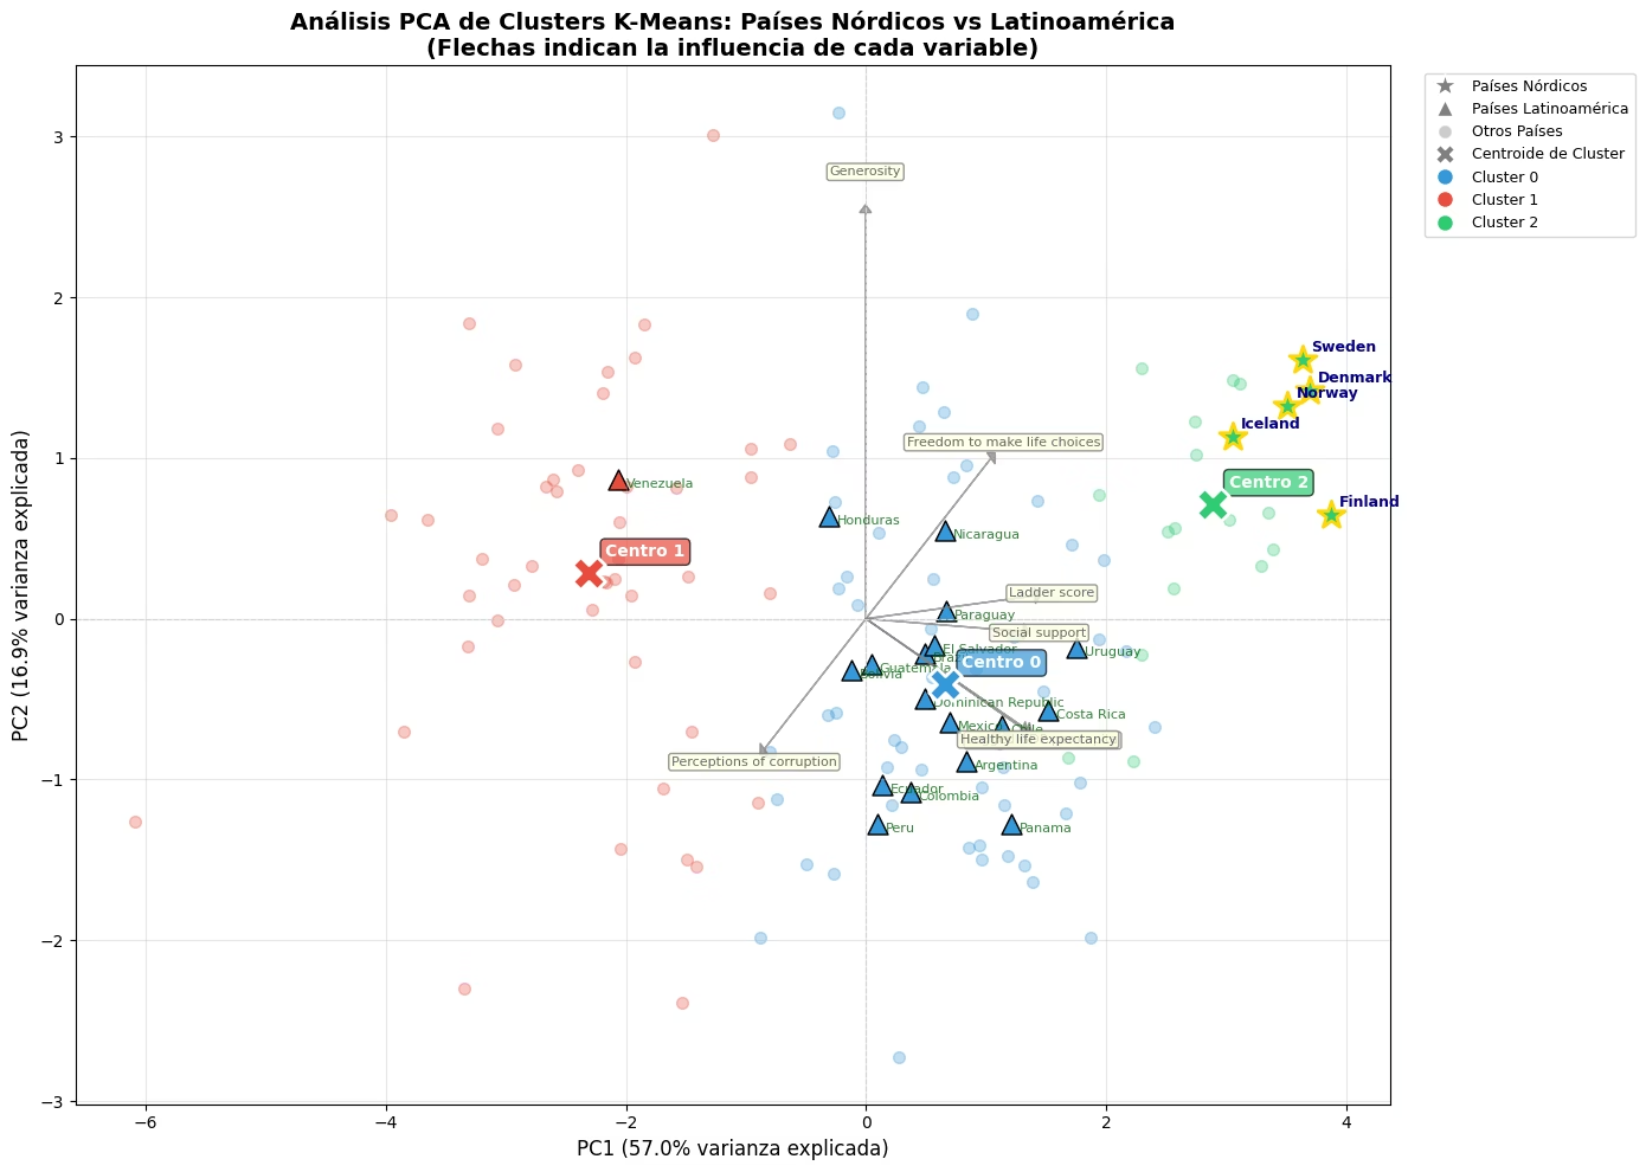 Análisis PCA de Clusters K-Means: Países Nórdicos vs Latinoamérica
(Flechas indican la influencia de cada variable)
Países Nórdicos
Países Latinoamérica
Otros Países
Centroide de Cluster
Cluster 0
Cluster 1
Cluster 2
PC2 (16.9% varianza explicada)
3
2
1
0
−1
−2
−3
Generosity
Sweden
Denmark
Norway
Iceland
Freedom to make life choices
Centro 2
Finland
Venezuela
Honduras
Nicaragua
Centro 1
Ladder score
Paraguay
Social support
Uruguay
El Salvador
Centro 0
Guatemala
Bolivia
Dominican Republic
Costa Rica
Mexico
Chile
Healthy life expectancy
Perceptions of corruption
Argentina
Ecuador
Colombia
Peru
Panama
−6
−4
−2
0
2
4
PC1 (57.0% varianza explicada)